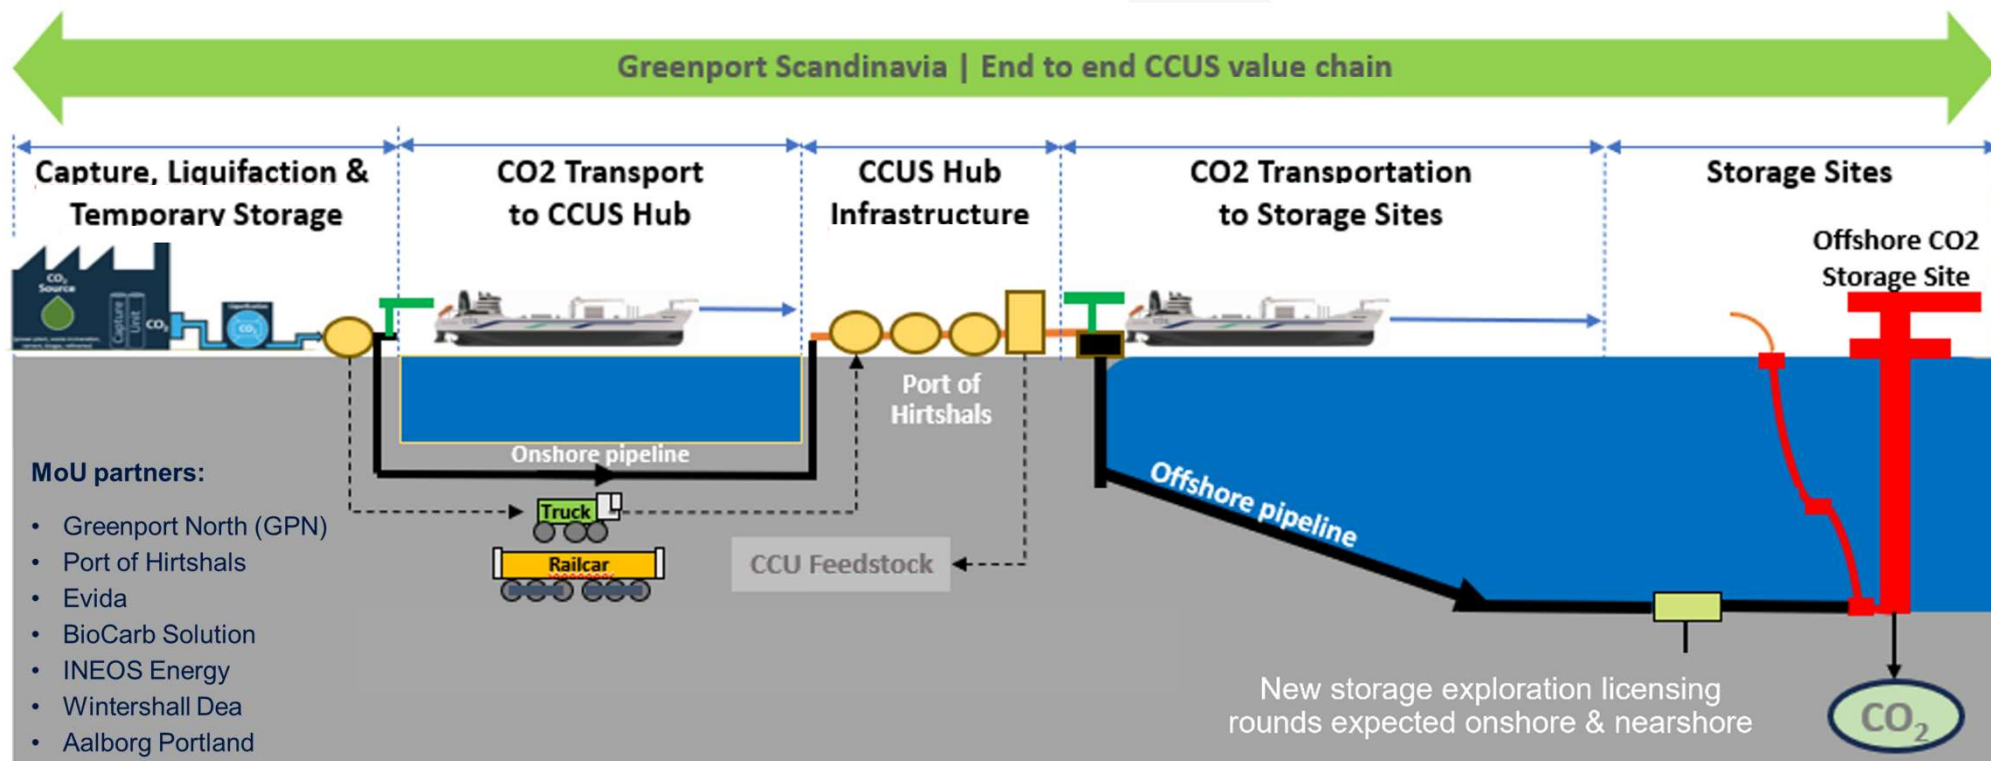 Greenport Scandinavia | End to end CCUS value chain
Capture, Liquifaction &
Temporary Storage
CO2 Transport
to CCUS Hub
CCUS Hub
Infrastructure
CO2 Transportation
to Storage Sites
Storage Sites
Offshore CO2
Storage Site
CO2
Source
Capture
Unit
CO2
Liquifaction
CO2
Port of
Hirtshals
Onshore pipeline
Truck
Railcar
CCU Feedstock
Offshore pipeline
MoU partners:
• Greenport North (GPN)
• Port of Hirtshals
• Evida
• BioCarb Solution
• INEOS Energy
• Wintershall Dea
• Aalborg Portland
New storage exploration licensing
rounds expected onshore & nearshore
CO2